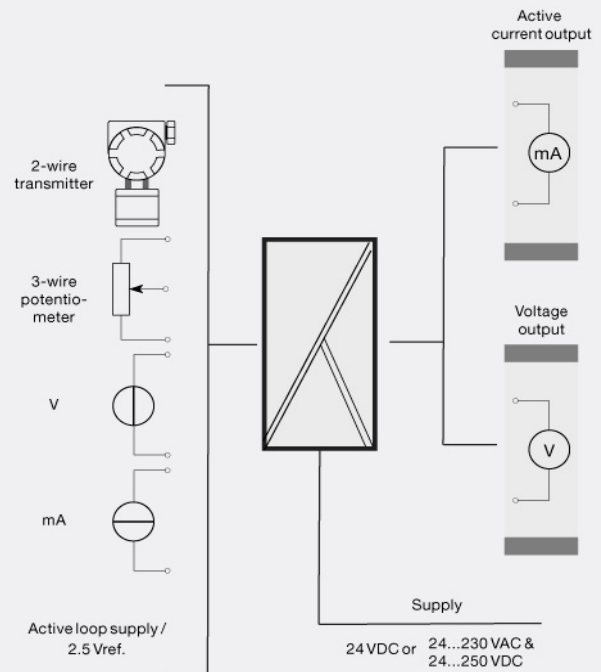 Active
current output
mA
2-wire
transmitter
3-wire
potentio-
meter
V
mA
Active loop supply /
2.5 Vref.
Voltage
output
V
Supply
24 VDC or 24...230 VAC &
24...250 VDC